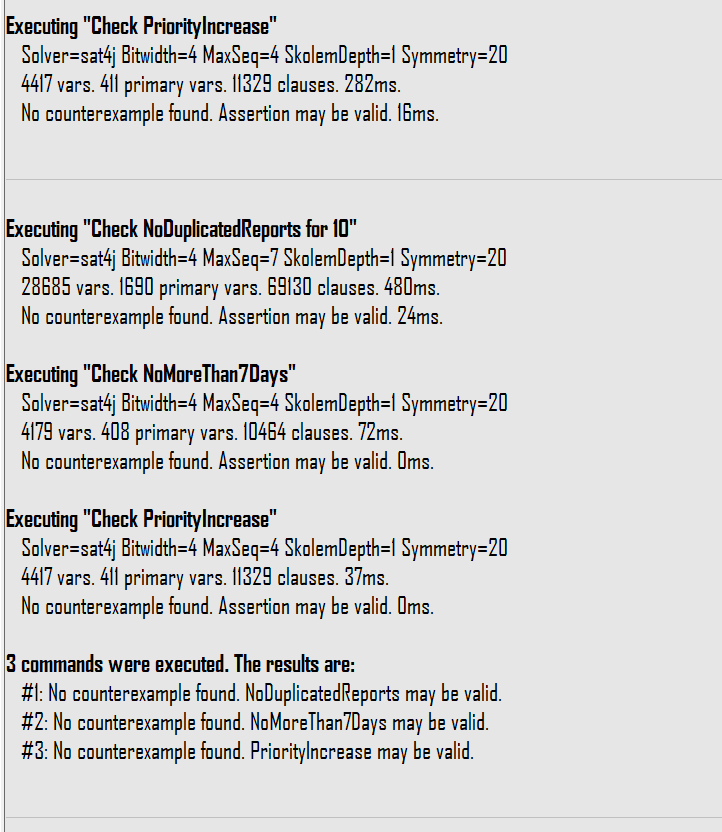 Executing "Check PriorityIncrease"
Solver=sat4j Bitwidth=4 MaxSeq=4 SkolemDepth=1 Symmetry=20
4417 vars. 411 primary vars. 11329 clauses. 282ms.
No counterexample found. Assertion may be valid. 16ms.
Executing "Check NoDuplicatedReports for 10"
Solver=sat4j Bitwidth=4 MaxSeq=7 SkolemDepth=1 Symmetry=20
28685 vars. 1690 primary vars. 69130 clauses. 480ms.
No counterexample found. Assertion may be valid. 24ms.
Executing "Check NoMoreThan7Days"
Solver=sat4j Bitwidth=4 MaxSeq=4 SkolemDepth=1 Symmetry=20
4179 vars. 408 primary vars. 10464 clauses. 72ms.
No counterexample found. Assertion may be valid. 0ms.
Executing "Check PriorityIncrease"
Solver=sat4j Bitwidth=4 MaxSeq=4 SkolemDepth=1 Symmetry=20
4417 vars. 411 primary vars. 11329 clauses. 37ms.
No counterexample found. Assertion may be valid. 0ms.
3 commands were executed. The results are:
#1: No counterexample found. NoDuplicatedReports may be valid.
#2: No counterexample found. NoMoreThan7Days may be valid.
#3: No counterexample found. PriorityIncrease may be valid.